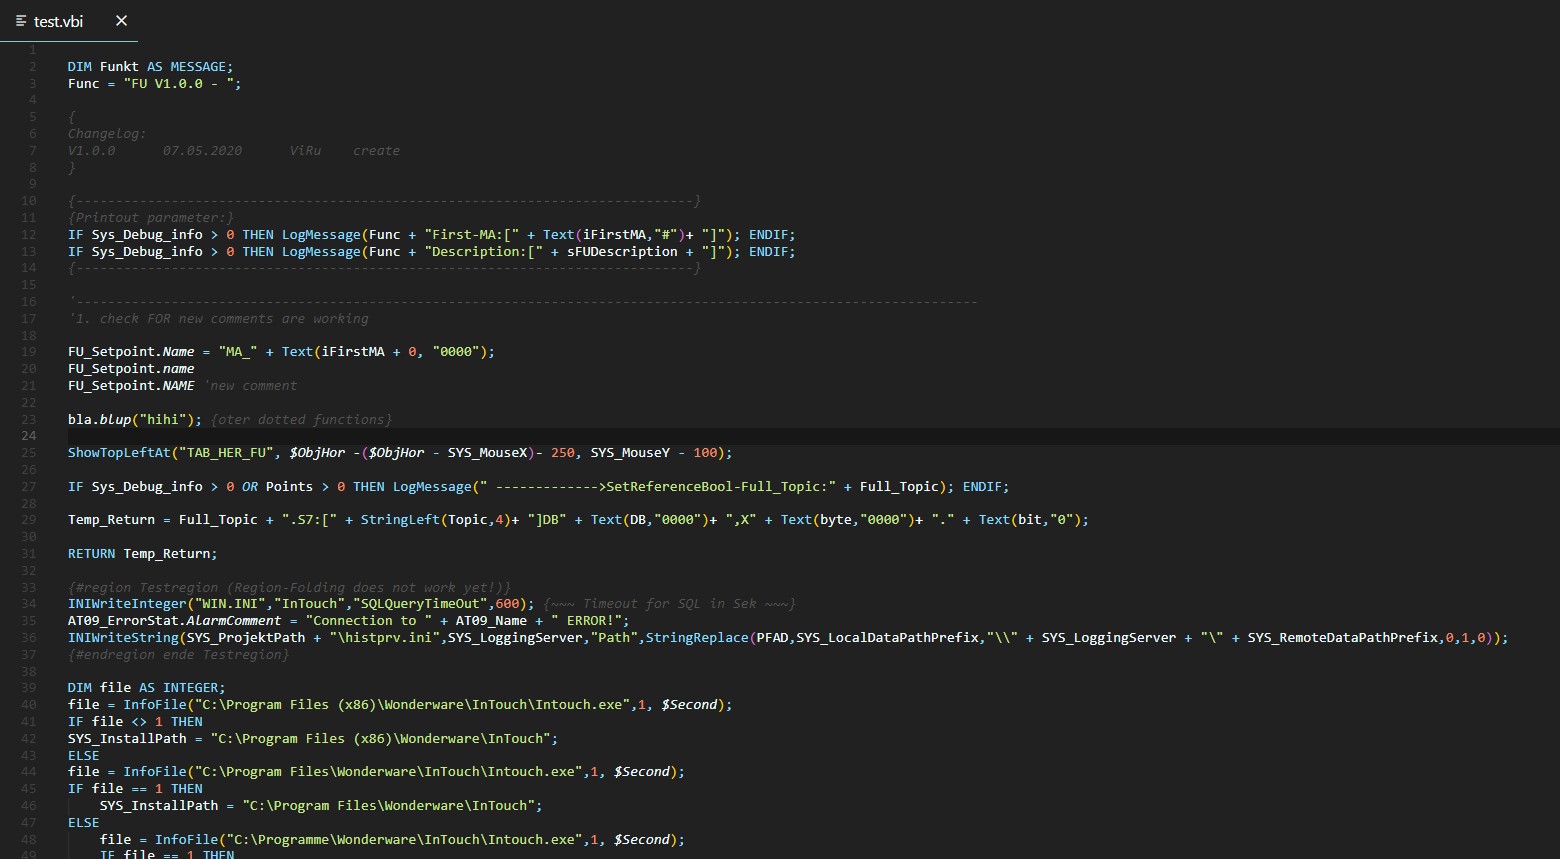 test.vbi ×
1
2 DIM Funkt AS MESSAGE;
3 Func = "FU V1.0.0 - ";
4
5 {
6 Changelog:
7 V1.0.0      07.05.2020      ViRu    create
8 }
9
10 {------------------------------------------------------------------------------}
11 {Printout parameter:}
12 IF Sys_Debug_info > 0 THEN LogMessage(Func + "First-MA:[" + Text(iFirstMA,"#")+ "]"); ENDIF;
13 IF Sys_Debug_info > 0 THEN LogMessage(Func + "Description:[" + sFUDescription + "]"); ENDIF;
14 {------------------------------------------------------------------------------}
15
16 '------------------------------------------------------------------------------------------------------------------
17 '1. check FOR new comments are working
18
19 FU_Setpoint.Name = "MA_" + Text(iFirstMA + 0, "0000");
20 FU_Setpoint.name
21 FU_Setpoint.NAME 'new comment
22
23 bla.blup("hihi"); {oter dotted functions}
24
25 ShowTopLeftAt("TAB_HER_FU", $ObjHor -($ObjHor - SYS_MouseX)- 250, SYS_MouseY - 100);
26
27 IF Sys_Debug_info > 0 OR Points > 0 THEN LogMessage(" ------------->SetReferenceBool-Full_Topic:" + Full_Topic); ENDIF;
28
29 Temp_Return = Full_Topic + ".S7:[" + StringLeft(Topic,4)+ "]DB" + Text(DB,"0000")+ ",X" + Text(byte,"0000")+ "." + Text(bit,"0");
30
31 RETURN Temp_Return;
32
33 {#region Testregion (Region-Folding does not work yet!)}
34 INIWriteInteger("WIN.INI","InTouch","SQLQueryTimeOut",600); {~~~ Timeout for SQL in Sek ~~~}
35 AT09_ErrorStat.AlarmComment = "Connection to " + AT09_Name + " ERROR!";
36 INIWriteString(SYS_ProjektPath + "\histprv.ini",SYS_LoggingServer,"Path",StringReplace(PFAD,SYS_LocalDataPathPrefix,"\\" + SYS_LoggingServer + "\" + SYS_RemoteDataPathPrefix,0,1,0));
37 {#endregion ende Testregion}
38
39 DIM file AS INTEGER;
40 file = InfoFile("C:\Program Files (x86)\Wonderware\InTouch\Intouch.exe",1, $Second);
41 IF file <> 1 THEN
42 SYS_InstallPath = "C:\Program Files (x86)\Wonderware\InTouch";
43 ELSE
44 file = InfoFile("C:\Program Files\Wonderware\InTouch\Intouch.exe",1, $Second);
45 IF file == 1 THEN
46     SYS_InstallPath = "C:\Program Files\Wonderware\InTouch";
47 ELSE
48     file = InfoFile("C:\Programme\Wonderware\InTouch\Intouch.exe",1, $Second);
49     IF file == 1 THEN